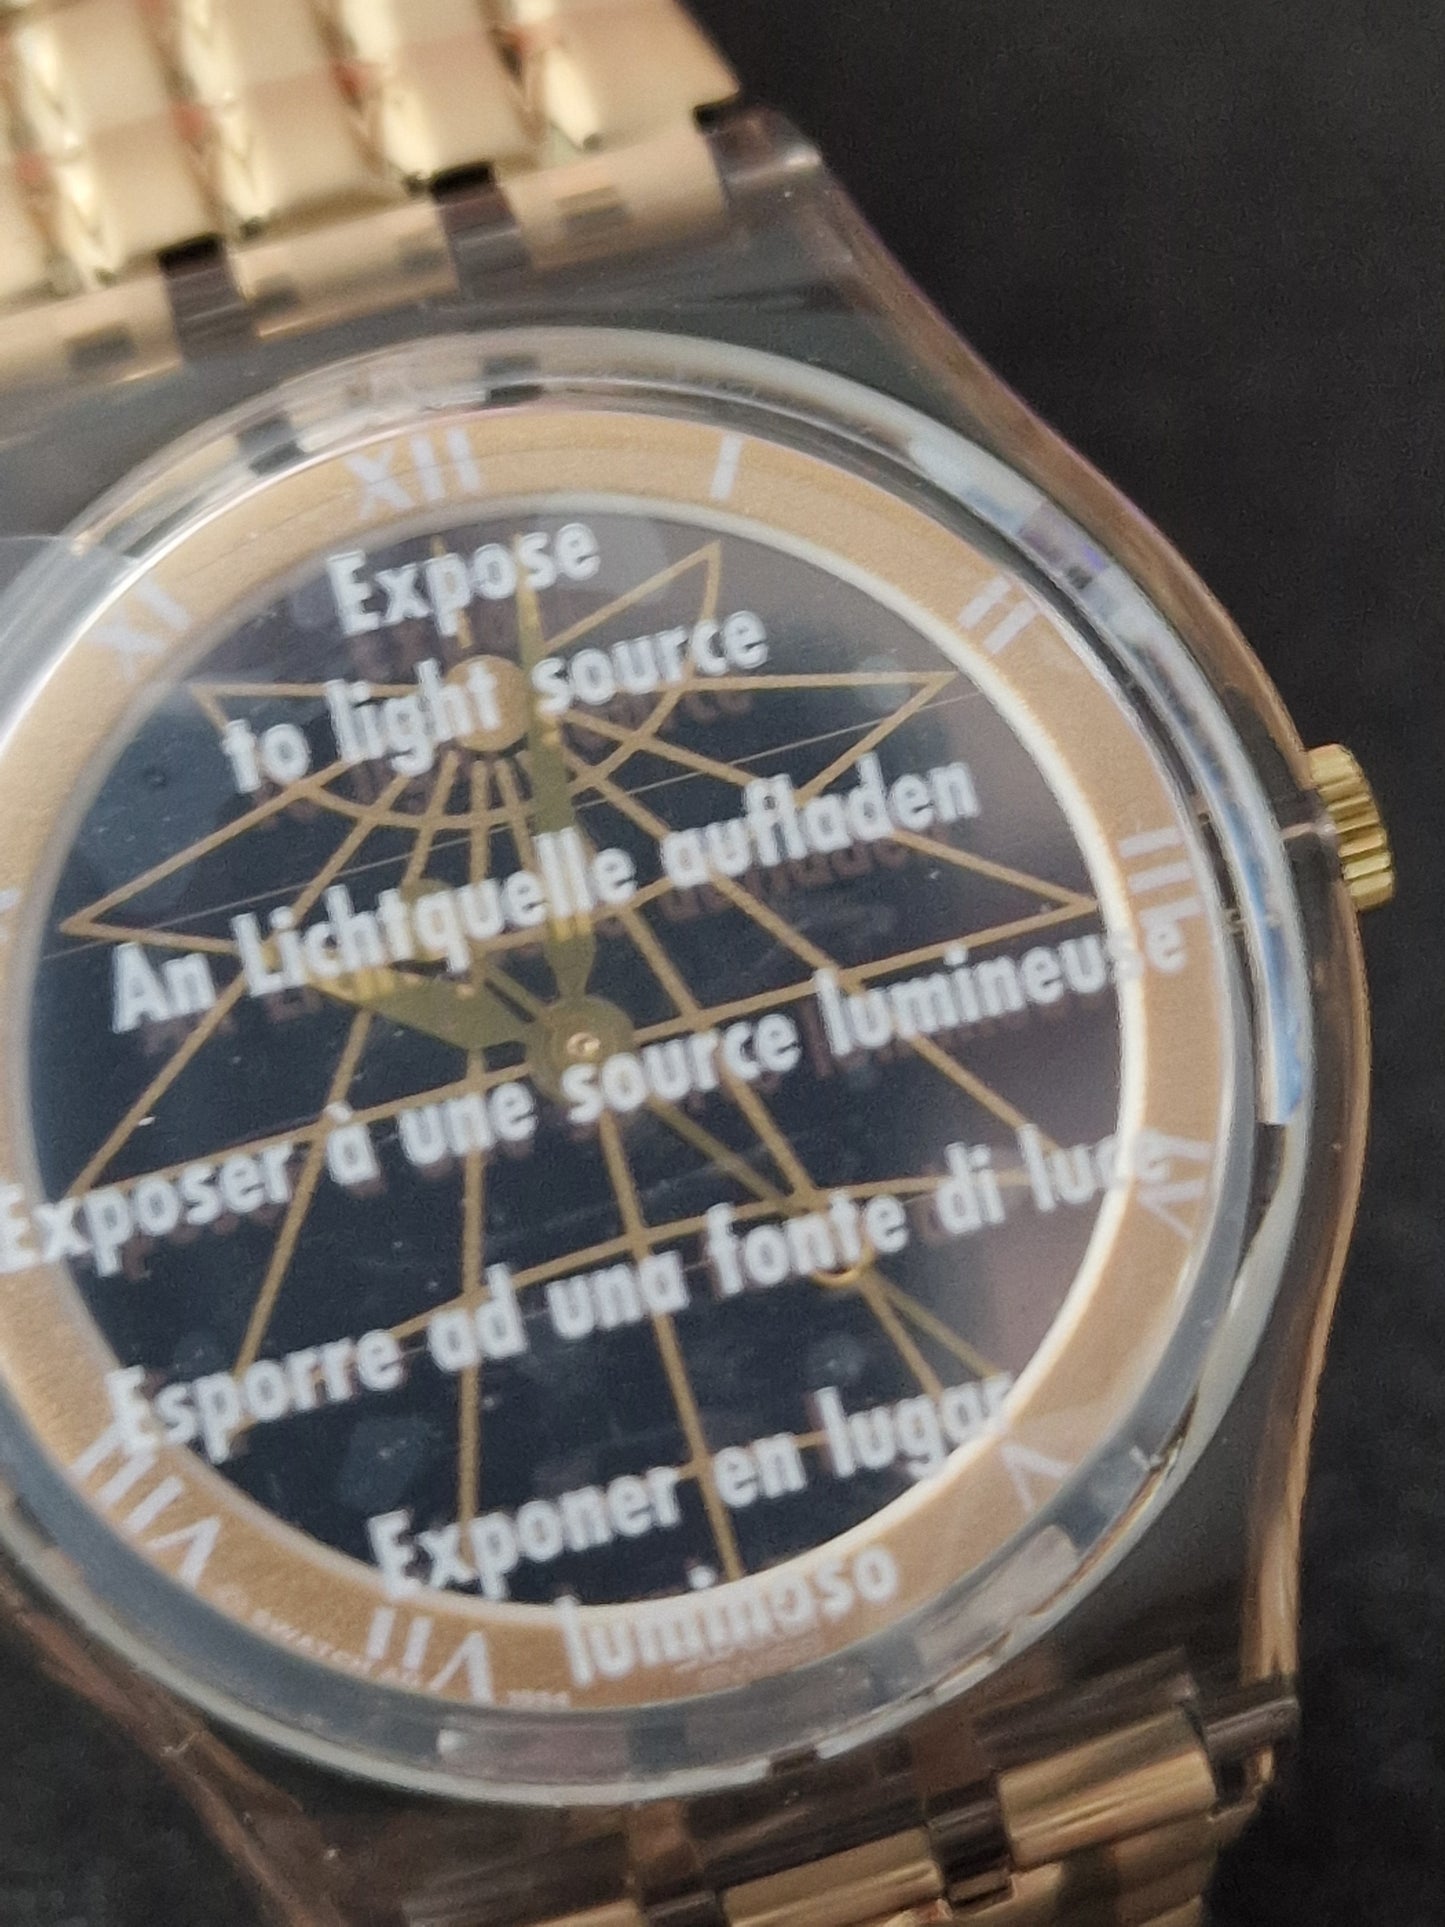 XII
I
XI
II
Expose
to light source
An Lichtquelle aufladen
III
Exposer à une source lumineuse
IV
Esporre ad una fonte di luce
V
Exponer en lugar
luminoso
VIII
VII
1994